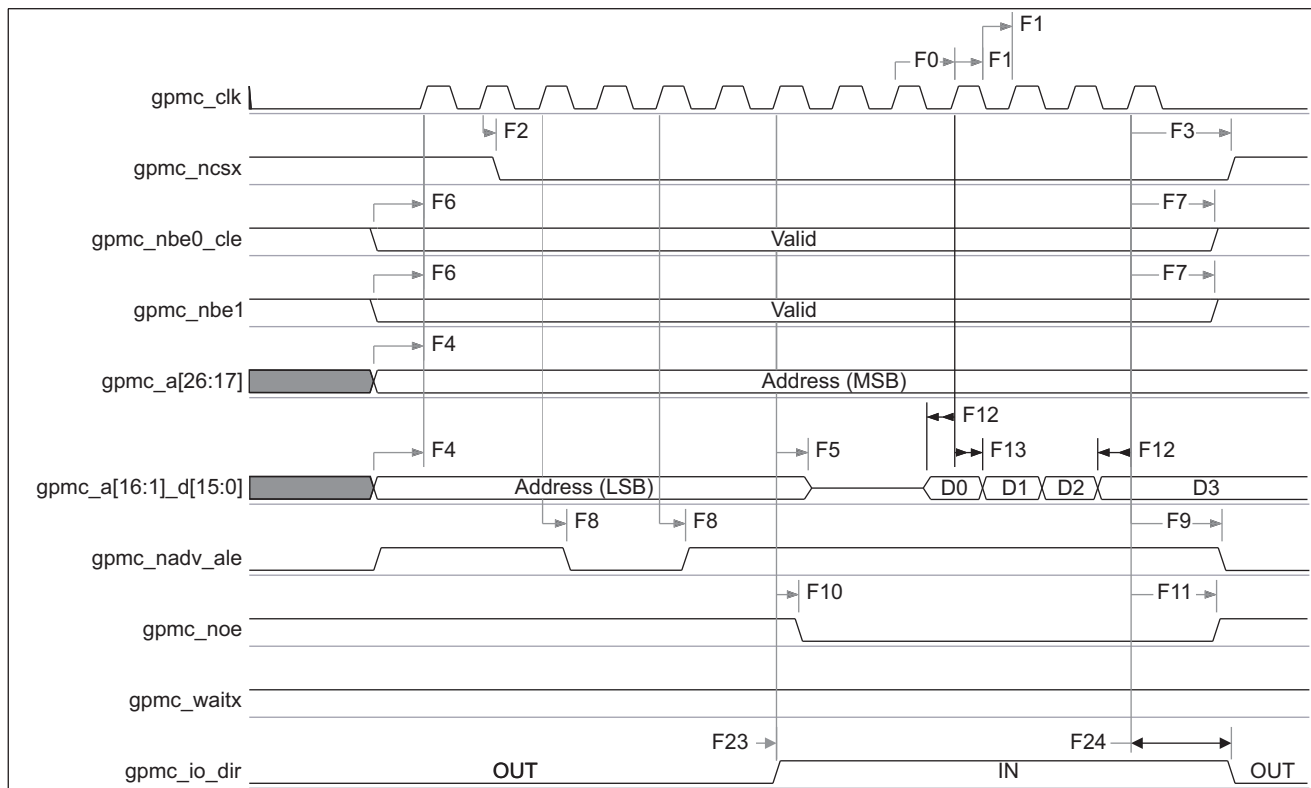 F1
F0 F1
gpmc_clk
F2 F3
gpmc_ncsx
F6 F7
gpmc_nbe0_cle Valid
F6 F7
gpmc_nbe1 Valid
F4
gpmc_a[26:17] Address (MSB)
F12
F4 F5 F13 F12
gpmc_a[16:1]_d[15:0] Address (LSB) D0 D1 D2 D3
F8 F8 F9
gpmc_nadv_ale
F10 F11
gpmc_noe
gpmc_waitx
F23 F24
gpmc_io_dir OUT IN OUT